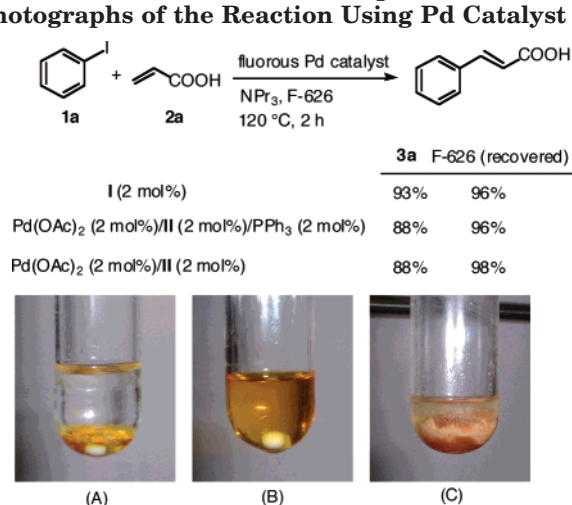 hotographs of the Reaction Using Pd Catalyst
I
+
COOH
fluorous Pd catalyst
NPr₃, F-626
120 °C, 2 h
COOH
1a
2a
3a F-626 (recovered)
I (2 mol%) 93% 96%
Pd(OAc)₂ (2 mol%)/II (2 mol%)/PPh₃ (2 mol%) 88% 96%
Pd(OAc)₂ (2 mol%)/II (2 mol%) 88% 98%
(A) (B) (C)